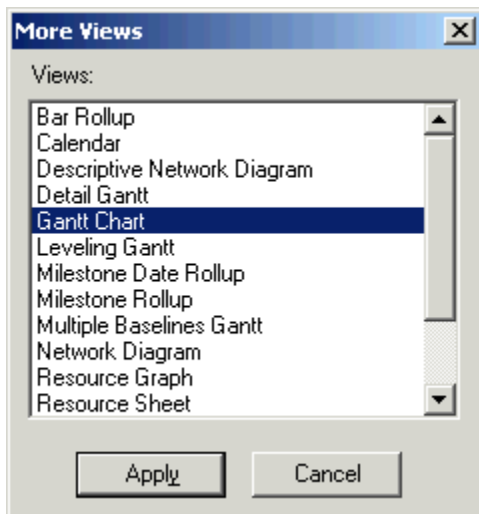 More Views
Views:
Bar Rollup
Calendar
Descriptive Network Diagram
Detail Gantt
Gantt Chart
Leveling Gantt
Milestone Date Rollup
Milestone Rollup
Multiple Baselines Gantt
Network Diagram
Resource Graph
Resource Sheet
Apply
Cancel